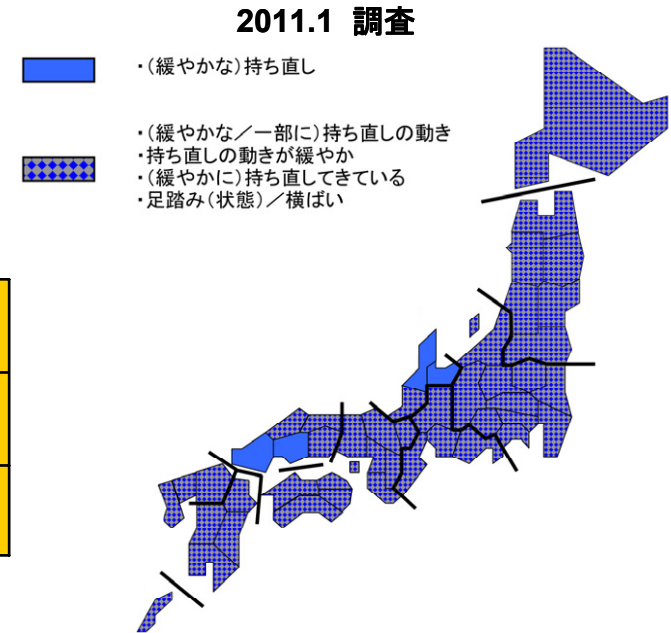 2011.1 調査
・(緩やかな)持ち直し
・(緩やかな／一部に)持ち直しの動き
・持ち直しの動きが緩やか
・(緩やかに)持ち直してきている
・足踏み(状態)／横ばい